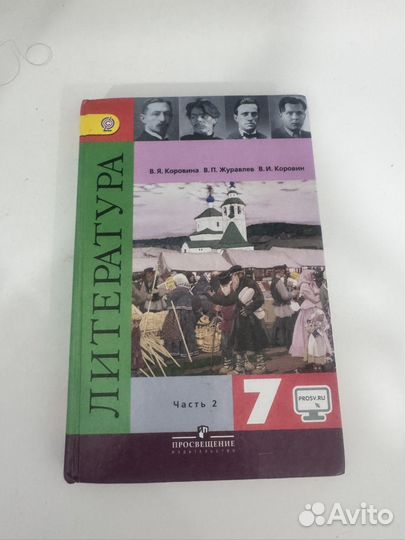 В.Я. Коровина В.П. Журавлев В.И. Коровин
ЛИТЕРАТУРА
Часть 2
7
PROSV.RU
ПРОСВЕЩЕНИЕ
ИЗДАТЕЛЬСТВО
Avito